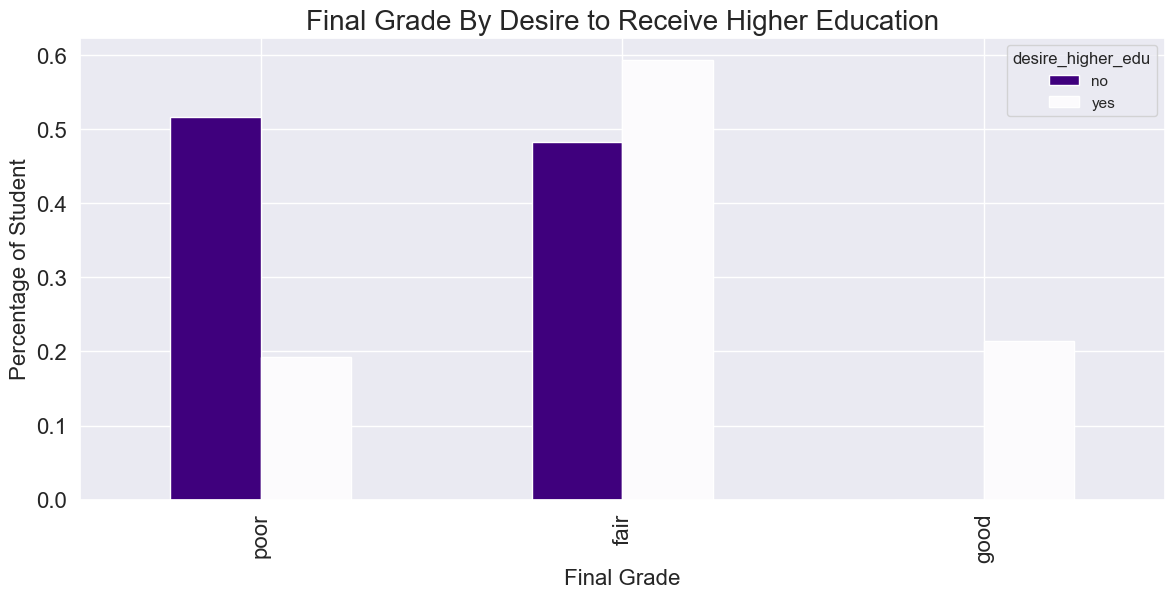 Final Grade By Desire to Receive Higher Education
desire_higher_edu
no
yes
Percentage of Student
0.6
0.5
0.4
0.3
0.2
0.1
0.0
poor
fair
good
Final Grade